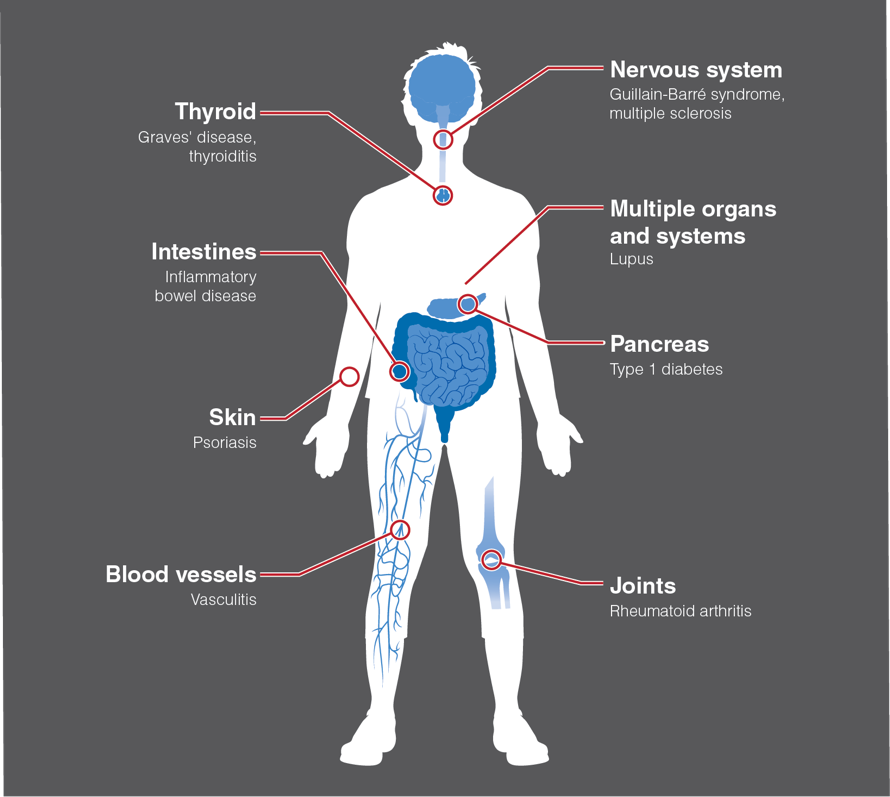 Nervous system
Guillain-Barré syndrome,
multiple sclerosis
Thyroid
Graves' disease,
thyroiditis
Multiple organs
and systems
Lupus
Intestines
Inflammatory
bowel disease
Pancreas
Type 1 diabetes
Skin
Psoriasis
Blood vessels
Vasculitis
Joints
Rheumatoid arthritis